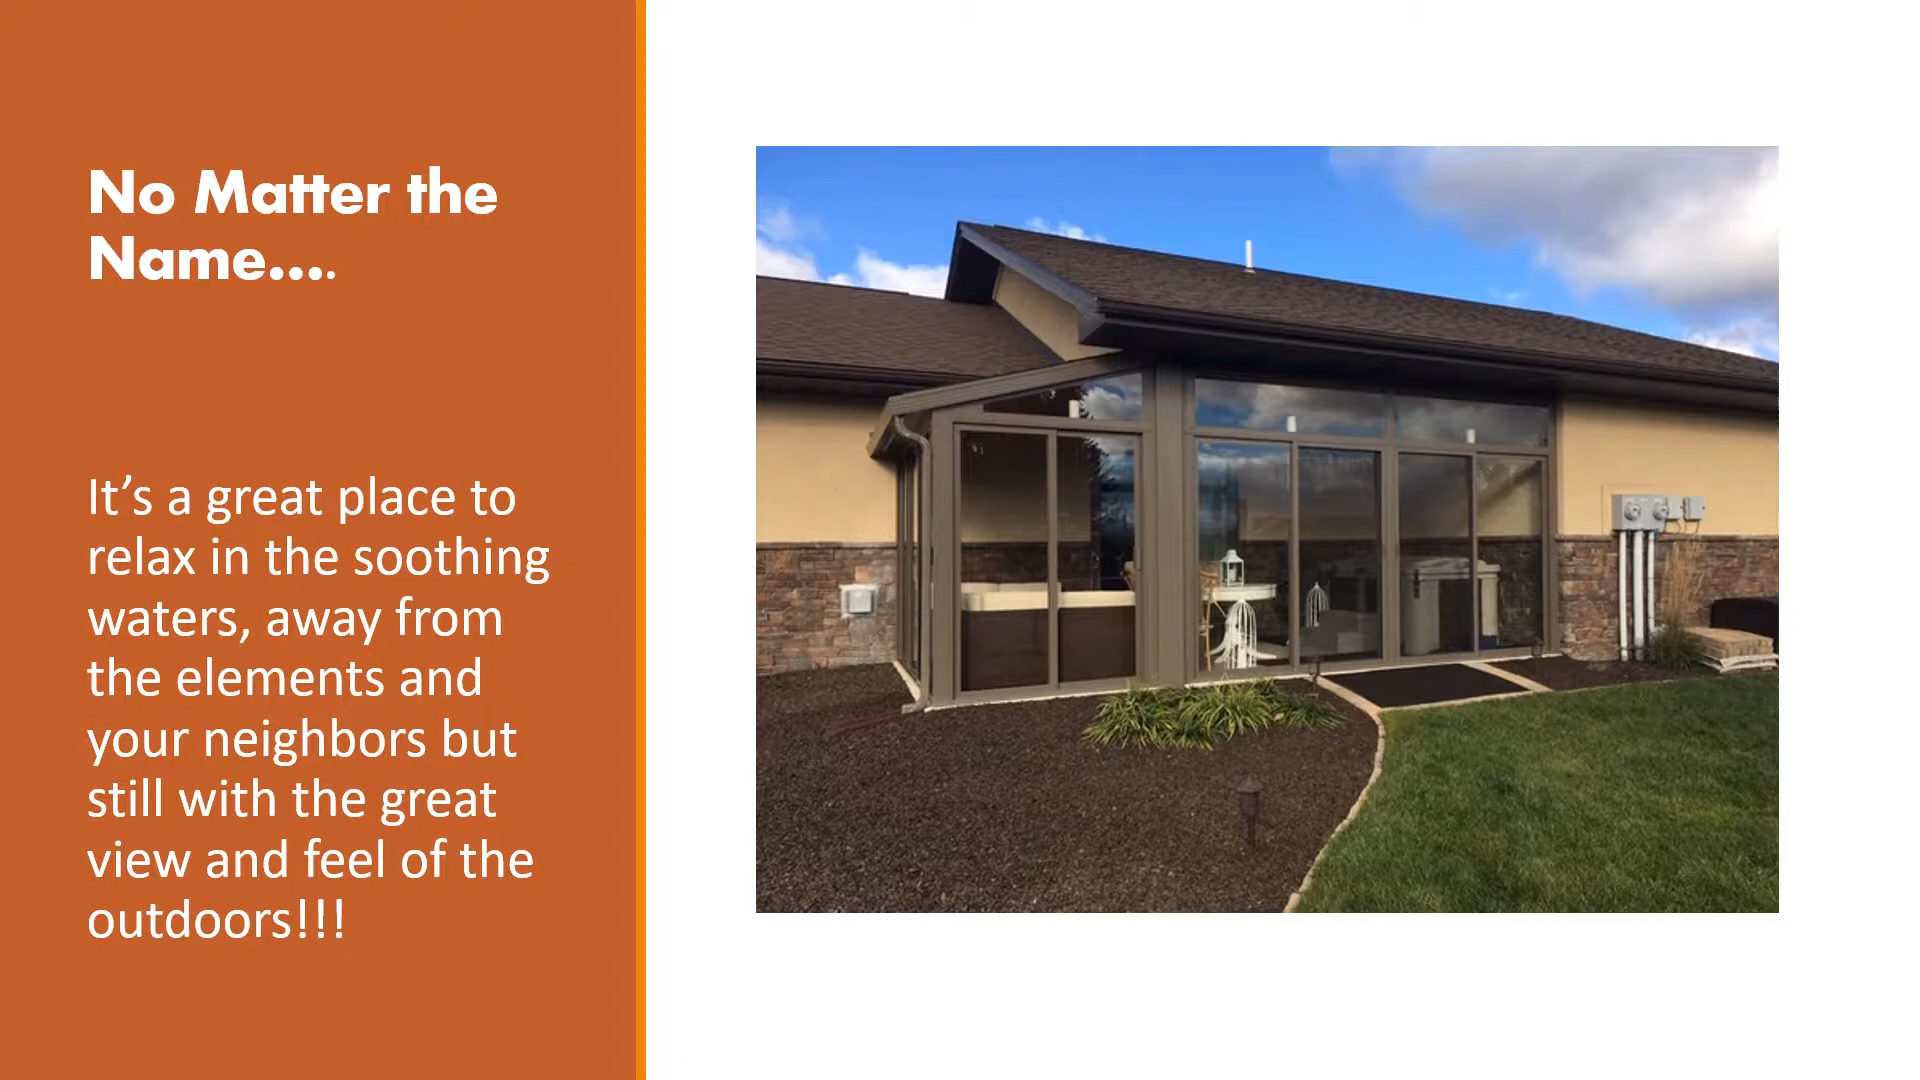 No Matter the
Name….
It’s a great place to
relax in the soothing
waters, away from
the elements and
your neighbors but
still with the great
view and feel of the
outdoors!!!